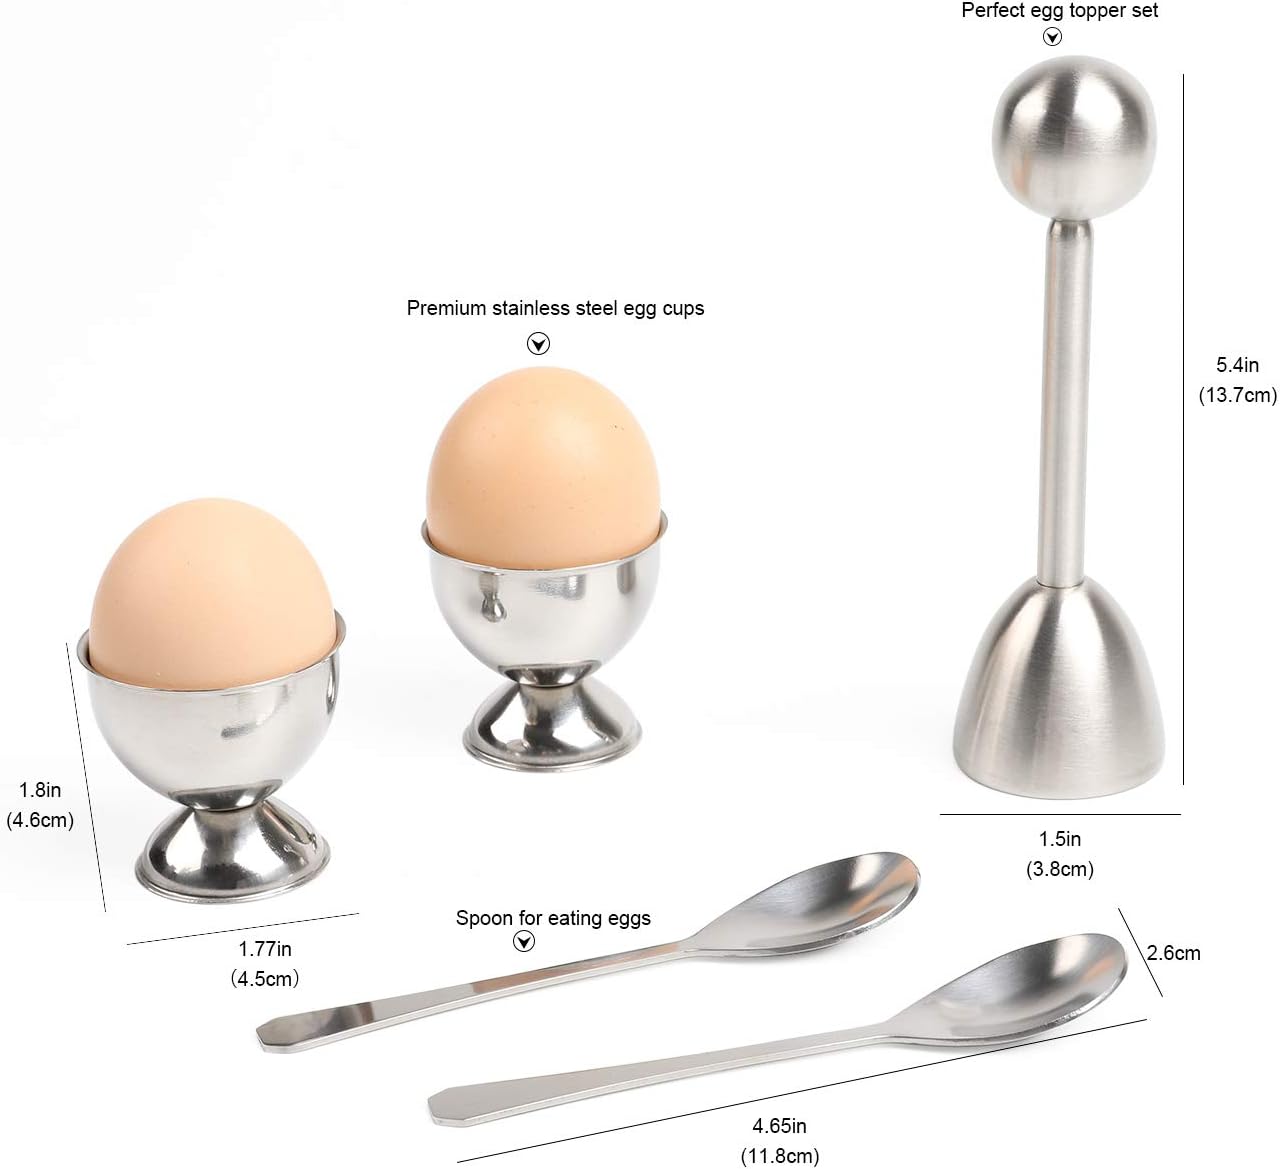 Perfect egg topper set
Premium stainless steel egg cups
5.4in
(13.7cm)
1.8in
(4.6cm)
1.5in
(3.8cm)
Spoon for eating eggs
1.77in
(4.5cm)
2.6cm
4.65in
(11.8cm)